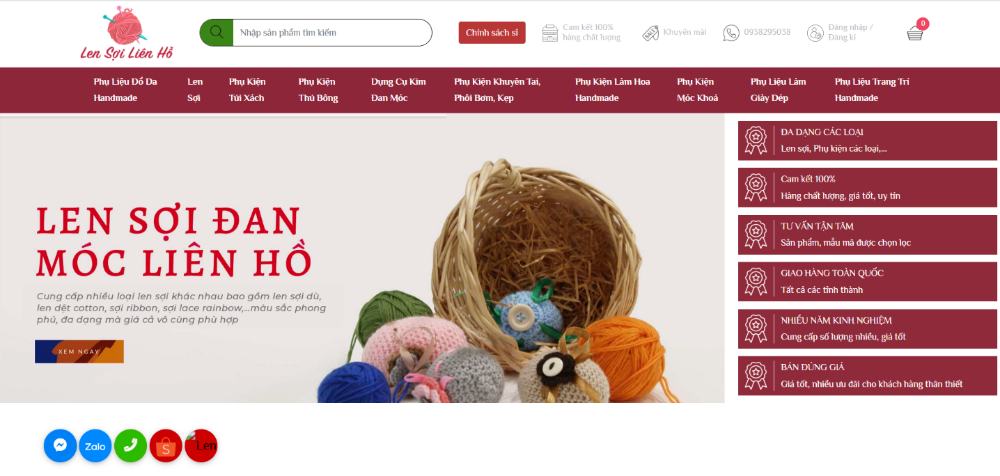 Len Sợi Liên Hồ
Nhập sản phẩm tìm kiếm
Chính sách sỉ
Cam kết 100%
hàng chất lượng
SALE
Khuyến mãi
0938295038
Đăng nhập /
Đăng kí
0
Phụ Liệu Đồ Da
Handmade
Len
Sợi
Phụ Kiện
Túi Xách
Phụ Kiện
Thú Bông
Dụng Cụ Kim
Đan Móc
Phụ Kiện Khuyên Tai,
Phôi Bơm, Kẹp
Phụ Kiện Làm Hoa
Handmade
Phụ Kiện
Móc Khoá
Phụ Liệu Làm
Giày Dép
Phụ Liệu Trang Trí
Handmade
LEN SỢI ĐAN
MÓC LIÊN HỒ
Cung cấp nhiều loại len sợi khác nhau bao gồm len sợi dù,
len dệt cotton, sợi ribbon, sợi lace rainbow,...màu sắc phong
phú, đa dạng mà giá cả vô cùng phù hợp
XEM NGAY
ĐA DẠNG CÁC LOẠI
Len sợi, Phụ kiện các loại,...
Cam kết 100%
Hàng chất lượng, giá tốt, uy tín
TƯ VẤN TẬN TÂM
Sản phẩm, mẫu mã được chọn lọc
GIAO HÀNG TOÀN QUỐC
Tất cả các tỉnh thành
NHIỀU NĂM KINH NGHIỆM
Cung cấp số lượng nhiều, giá tốt
BÁN ĐÚNG GIÁ
Giá tốt, nhiều ưu đãi cho khách hàng thân thiết
Zalo
S
Len